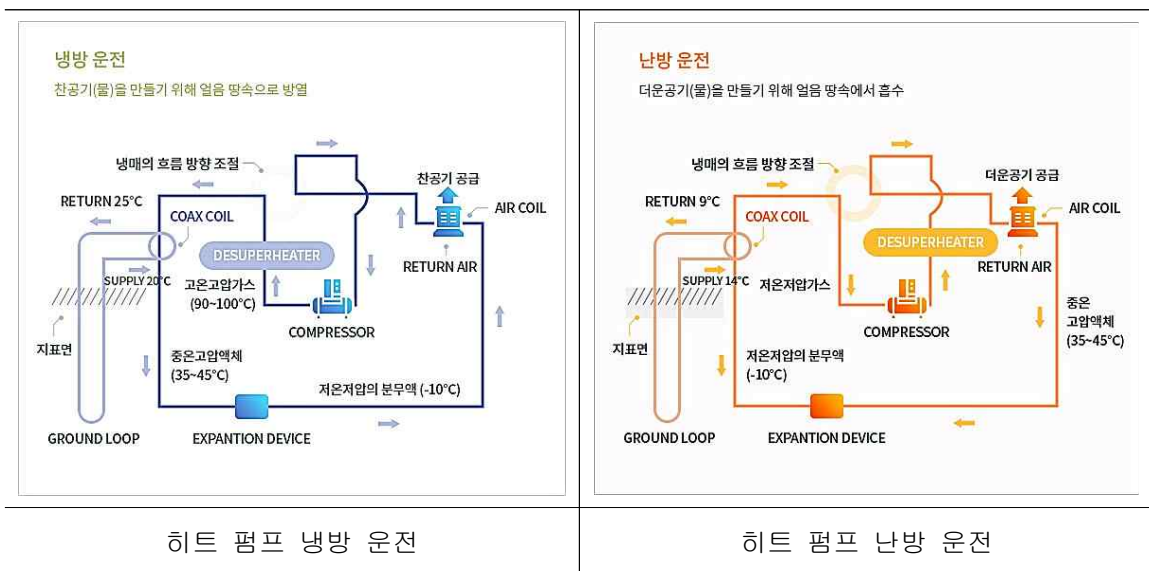 냉방 운전
찬공기(물)을 만들기 위해 얼음 땅속으로 방열
냉매의 흐름 방향 조절
찬공기 공급
RETURN 25°C
COAX COIL
AIR COIL
DESUPERHEATER
RETURN AIR
SUPPLY 20°C
고온고압가스
(90~100°C)
COMPRESSOR
지표면
중온고압액체
(35~45°C)
저온저압의 분무액 (-10°C)
GROUND LOOP
EXPANTION DEVICE
난방 운전
더운공기(물)을 만들기 위해 얼음 땅속에서 흡수
냉매의 흐름 방향 조절
더운공기 공급
RETURN 9°C
COAX COIL
AIR COIL
DESUPERHEATER
RETURN AIR
SUPPLY 14°C
저온저압가스
COMPRESSOR
중온
고압액체
(35~45°C)
지표면
저온저압의 분무액
(-10°C)
GROUND LOOP
EXPANTION DEVICE
히트 펌프 냉방 운전
히트 펌프 난방 운전